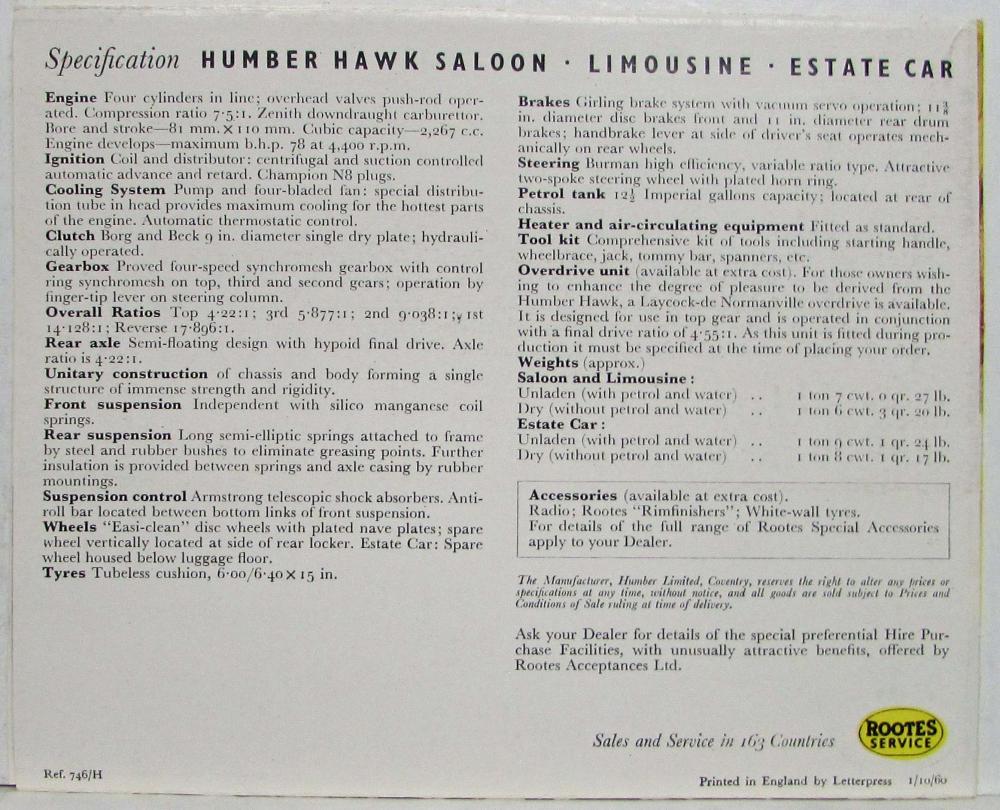 Specification HUMBER HAWK SALOON · LIMOUSINE · ESTATE CAR
Engine Four cylinders in line; overhead valves push-rod oper-
ated. Compression ratio 7·5:1. Zenith downdraught carburettor.
Bore and stroke—81 mm. × 110 mm. Cubic capacity—2,267 c.c.
Engine develops—maximum b.h.p. 78 at 4,400 r.p.m.
Ignition Coil and distributor: centrifugal and suction controlled
automatic advance and retard. Champion N8 plugs.
Cooling System Pump and four-bladed fan: special distribu-
tion tube in head provides maximum cooling for the hottest parts
of the engine. Automatic thermostatic control.
Clutch Borg and Beck 9 in. diameter single dry plate; hydrauli-
cally operated.
Gearbox Proved four-speed synchromesh gearbox with control
ring synchromesh on top, third and second gears; operation by
finger-tip lever on steering column.
Overall Ratios Top 4·22:1; 3rd 5·877:1; 2nd 9·038:1; 1st
14·128:1; Reverse 17·896:1.
Rear axle Semi-floating design with hypoid final drive. Axle
ratio is 4·22:1.
Unitary construction of chassis and body forming a single
structure of immense strength and rigidity.
Front suspension Independent with silico manganese coil
springs.
Rear suspension Long semi-elliptic springs attached to frame
by steel and rubber bushes to eliminate greasing points. Further
insulation is provided between springs and axle casing by rubber
mountings.
Suspension control Armstrong telescopic shock absorbers. Anti-
roll bar located between bottom links of front suspension.
Wheels "Easi-clean" disc wheels with plated nave plates; spare
wheel vertically located at side of rear locker. Estate Car: Spare
wheel housed below luggage floor.
Tyres Tubeless cushion, 6·00/6·40 × 15 in.
Brakes Girling brake system with vacuum servo operation; 11⅜
in. diameter disc brakes front and 11 in. diameter rear drum
brakes; handbrake lever at side of driver's seat operates mech-
anically on rear wheels.
Steering Burman high efficiency, variable ratio type. Attractive
two-spoke steering wheel with plated horn ring.
Petrol tank 12½ Imperial gallons capacity; located at rear of
chassis.
Heater and air-circulating equipment Fitted as standard.
Tool kit Comprehensive kit of tools including starting handle,
wheelbrace, jack, tommy bar, spanners, etc.
Overdrive unit (available at extra cost). For those owners wish-
ing to enhance the degree of pleasure to be derived from the
Humber Hawk, a Laycock-de Normanville overdrive is available.
It is designed for use in top gear and is operated in conjunction
with a final drive ratio of 4·55:1. As this unit is fitted during pro-
duction it must be specified at the time of placing your order.
Weights (approx.)
Saloon and Limousine :
Unladen (with petrol and water) .. 1 ton 7 cwt. 0 qr. 27 lb.
Dry (without petrol and water) .. 1 ton 6 cwt. 3 qr. 20 lb.
Estate Car :
Unladen (with petrol and water) .. 1 ton 9 cwt. 1 qr. 24 lb.
Dry (without petrol and water) .. 1 ton 8 cwt. 1 qr. 17 lb.
Accessories (available at extra cost).
Radio; Rootes "Rimfinishers"; White-wall tyres.
For details of the full range of Rootes Special Accessories
apply to your Dealer.
The Manufacturer, Humber Limited, Coventry, reserves the right to alter any prices or
specifications at any time, without notice, and all goods are sold subject to Prices and
Conditions of Sale ruling at time of delivery.
Ask your Dealer for details of the special preferential Hire Pur-
chase Facilities, with unusually attractive benefits, offered by
Rootes Acceptances Ltd.
Sales and Service in 163 Countries
ROOTES
SERVICE
Ref. 746/H
Printed in England by Letterpress 1/10/60